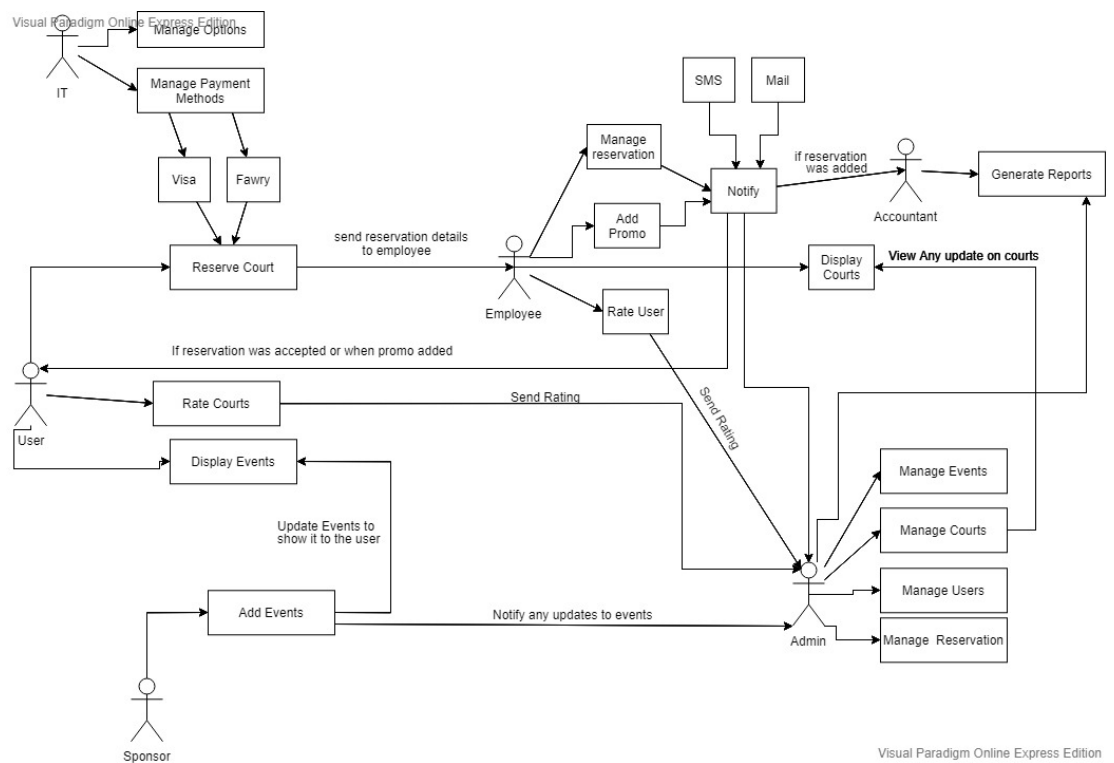 Visual Paradigm Online Express Edition
Manage Options
IT
Manage Payment
Methods
SMS
Mail
Visa
Fawry
Manage
reservation
Notify
if reservation
was added
Accountant
Generate Reports
Add
Promo
send reservation details
to employee
Reserve Court
Employee
Display
Courts
View Any update on courts
Rate User
If reservation was accepted or when promo added
User
Rate Courts
Send Rating
Send Rating
Display Events
Manage Events
Update Events to
show it to the user
Manage Courts
Manage Users
Add Events
Notify any updates to events
Admin
Manage Reservation
Sponsor
Visual Paradigm Online Express Edition